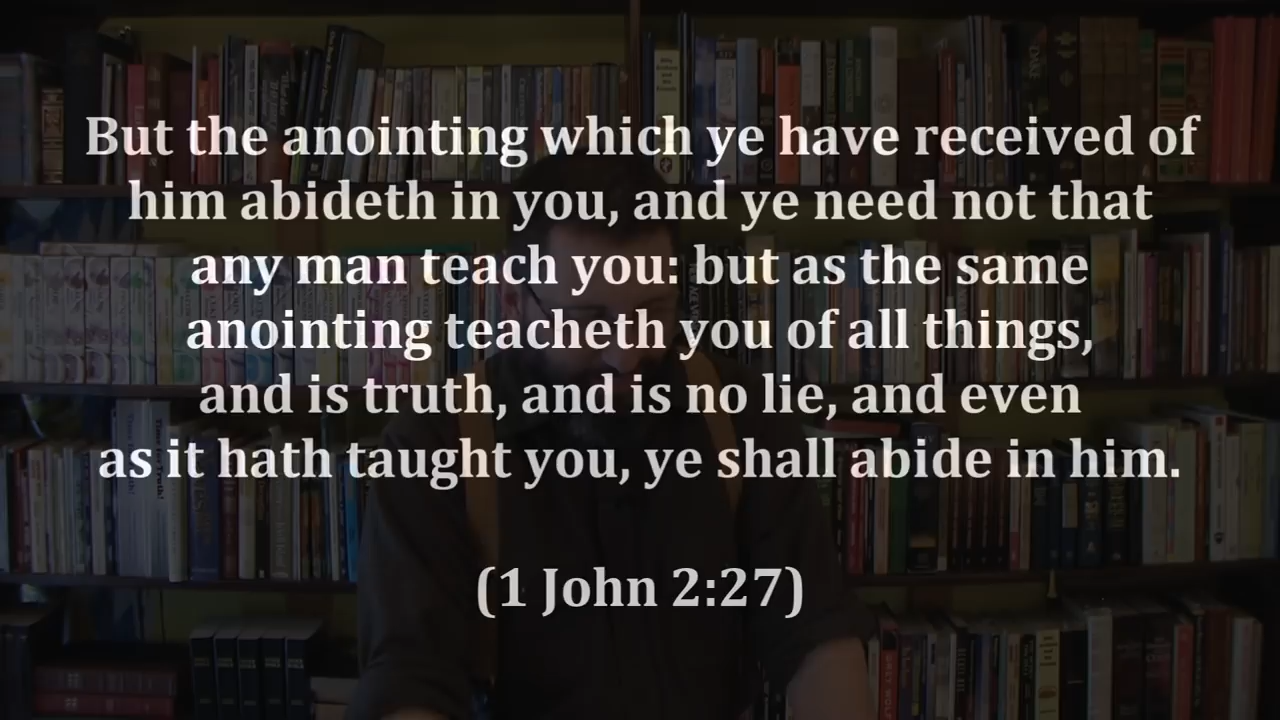 But the anointing which ye have received of
him abideth in you, and ye need not that
any man teach you: but as the same
anointing teacheth you of all things,
and is truth, and is no lie, and even
as it hath taught you, ye shall abide in him.
(1 John 2:27)